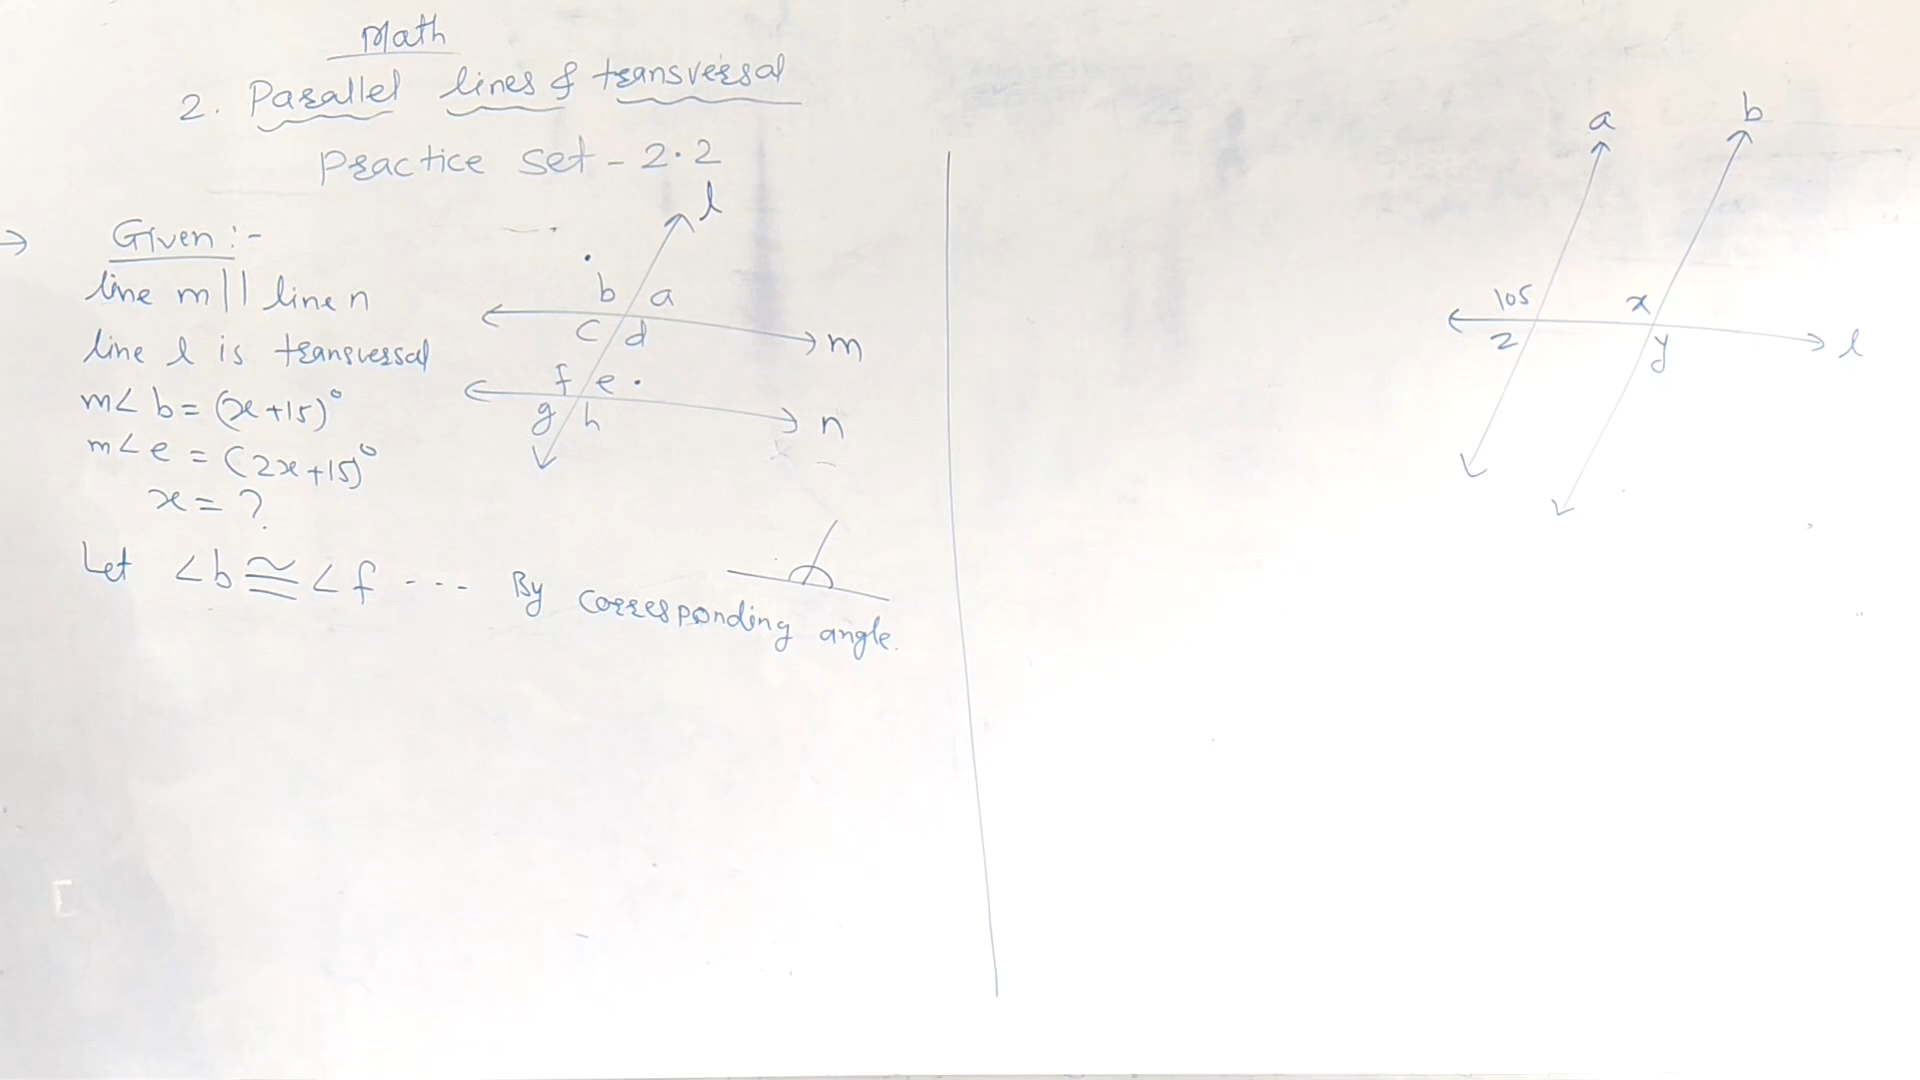 Math
2. Parallel lines & transversal
Practice set - 2.2
→ Given :-
line m || line n
line l is transversal
m∠ b = (x+15)°
m∠e = (2x+15)°
x = ?
Let ∠b ≅ ∠f ---- By corresponding angle.
l
b a
c d
m
f e
g h
n
a b
105 x
z y
l